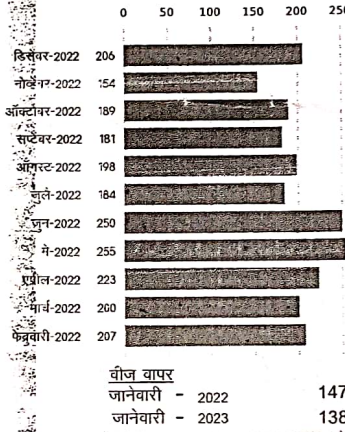 0 50 100 150 200 250
डिसेंबर-2022 206
नोव्हेंबर-2022 154
ऑक्टोबर-2022 189
सप्टेंबर-2022 181
ऑगस्ट-2022 198
जुलै-2022 184
जून-2022 250
मे-2022 255
एप्रील-2022 223
मार्च-2022 200
फेब्रुवारी-2022 207
वीज वापर
जानेवारी - 2022 147
जानेवारी - 2023 138